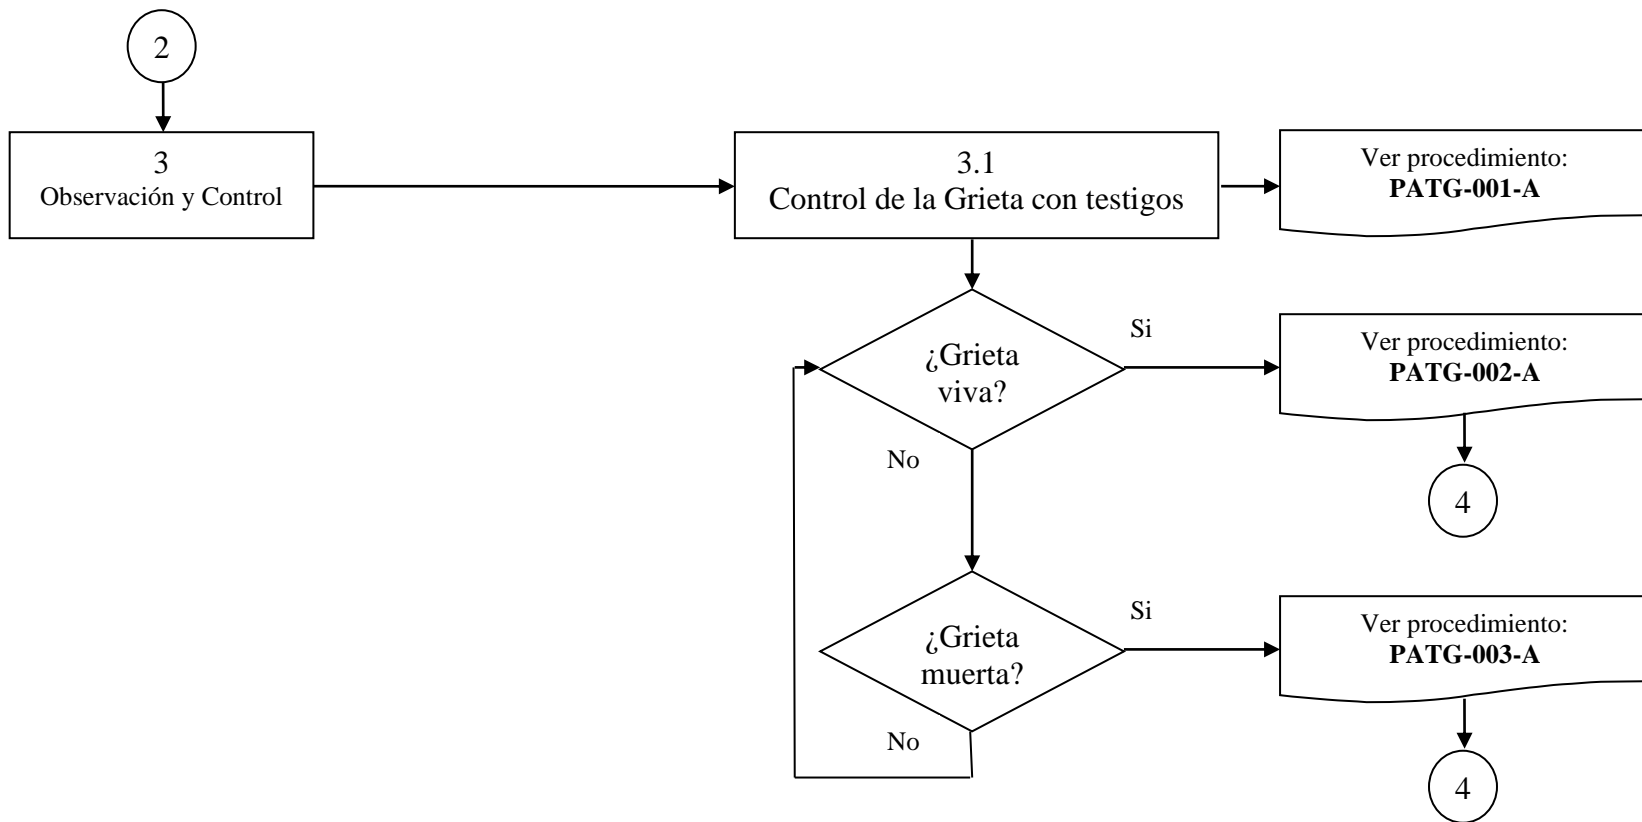 2
3
Observación y Control
3.1
Control de la Grieta con testigos
Ver procedimiento:
PATG-001-A
¿Grieta
viva?
Si
Ver procedimiento:
PATG-002-A
No
4
¿Grieta
muerta?
Si
Ver procedimiento:
PATG-003-A
No
4